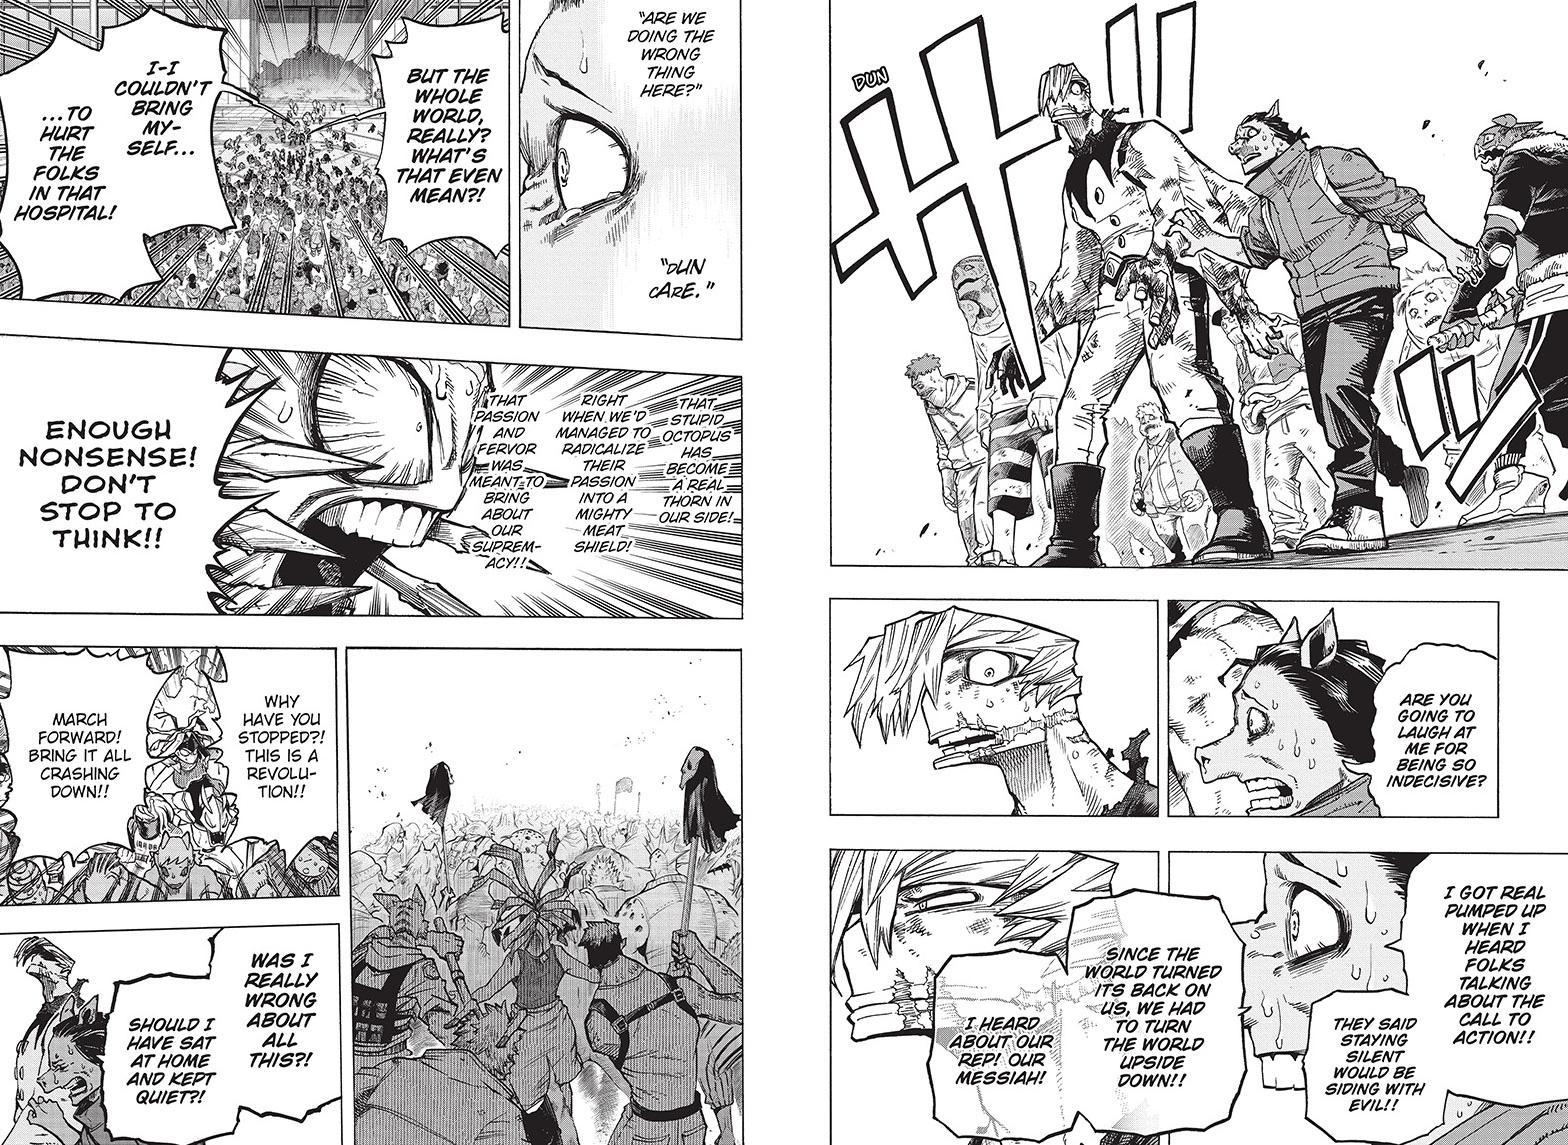 DUN
ザッ
ARE YOU
GOING TO
LAUGH AT
ME FOR
BEING SO
INDECISIVE?
I GOT REAL
PUMPED UP
WHEN I
HEARD
FOLKS
TALKING
ABOUT THE
CALL TO
ACTION!!
THEY SAID
STAYING
SILENT
WOULD BE
SIDING WITH
EVIL!!
SINCE THE
WORLD TURNED
ITS BACK ON
US, WE HAD
TO TURN
THE WORLD
UPSIDE
DOWN!!
I HEARD
ABOUT OUR
REP! OUR
MESSIAH!
"ARE WE
DOING THE
WRONG
THING
HERE?"
"DUN
CARE."
BUT THE
WHOLE
WORLD,
REALLY?
WHAT'S
THAT EVEN
MEAN?!
I-I
COULDN'T
BRING
MY-
SELF...
...TO
HURT
THE
FOLKS
IN THAT
HOSPITAL!
THAT
STUPID
OCTOPUS
HAS
BECOME
A REAL
THORN IN
OUR SIDE!
RIGHT
WHEN WE'D
MANAGED TO
RADICALIZE
THEIR
PASSION
INTO A
MIGHTY
MEAT
SHIELD!
THAT
PASSION
AND
FERVOR
WAS
MEANT TO
BRING
ABOUT
OUR
SUPREM-
ACY!!
ENOUGH
NONSENSE!
DON'T
STOP TO
THINK!!
WHY
HAVE YOU
STOPPED?!
THIS IS A
REVOLU-
TION!!
MARCH
FORWARD!
BRING IT ALL
CRASHING
DOWN!!
WAS I
REALLY
WRONG
ABOUT
ALL
THIS?!
SHOULD I
HAVE SAT
AT HOME
AND KEPT
QUIET?!